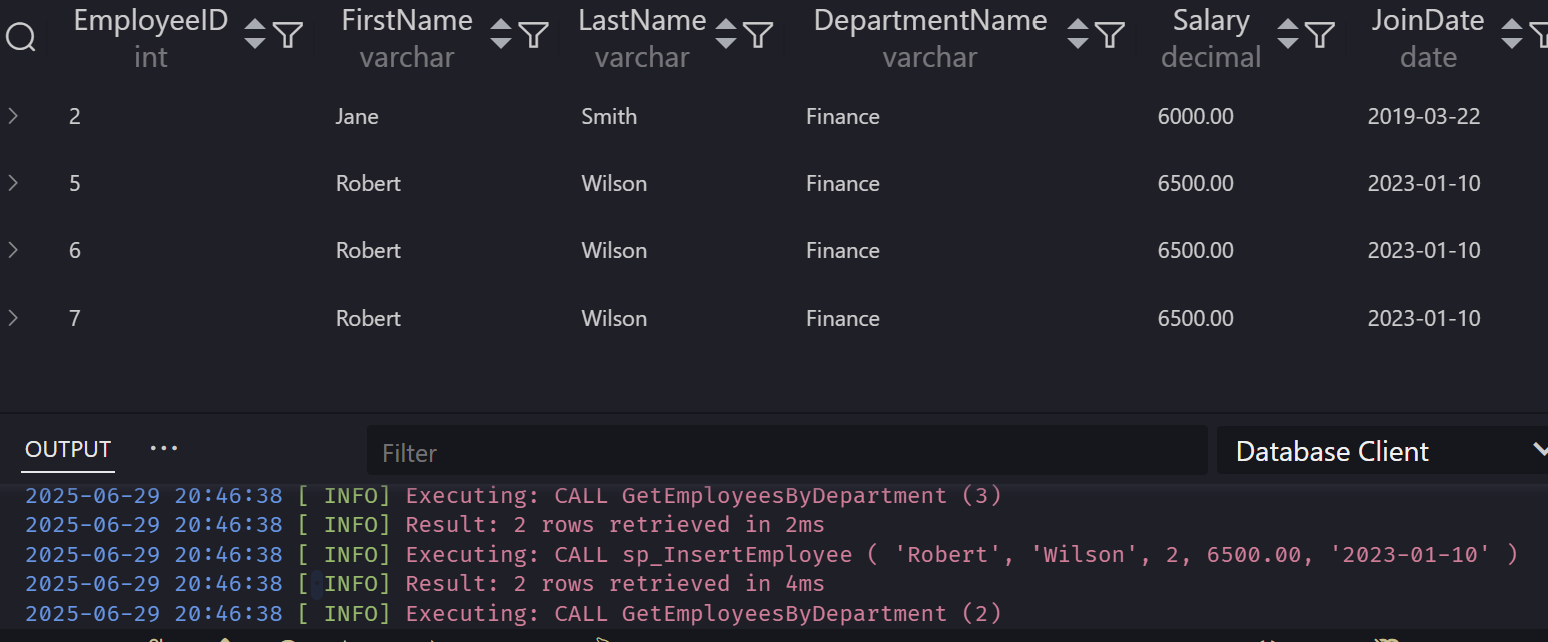 EmployeeID FirstName LastName DepartmentName Salary JoinDate
int varchar varchar varchar decimal date
2 Jane Smith Finance 6000.00 2019-03-22
5 Robert Wilson Finance 6500.00 2023-01-10
6 Robert Wilson Finance 6500.00 2023-01-10
7 Robert Wilson Finance 6500.00 2023-01-10
OUTPUT ··· Filter Database Client
2025-06-29 20:46:38 [ INFO] Executing: CALL GetEmployeesByDepartment (3)
2025-06-29 20:46:38 [ INFO] Result: 2 rows retrieved in 2ms
2025-06-29 20:46:38 [ INFO] Executing: CALL sp_InsertEmployee ( 'Robert', 'Wilson', 2, 6500.00, '2023-01-10' )
2025-06-29 20:46:38 [ INFO] Result: 2 rows retrieved in 4ms
2025-06-29 20:46:38 [ INFO] Executing: CALL GetEmployeesByDepartment (2)